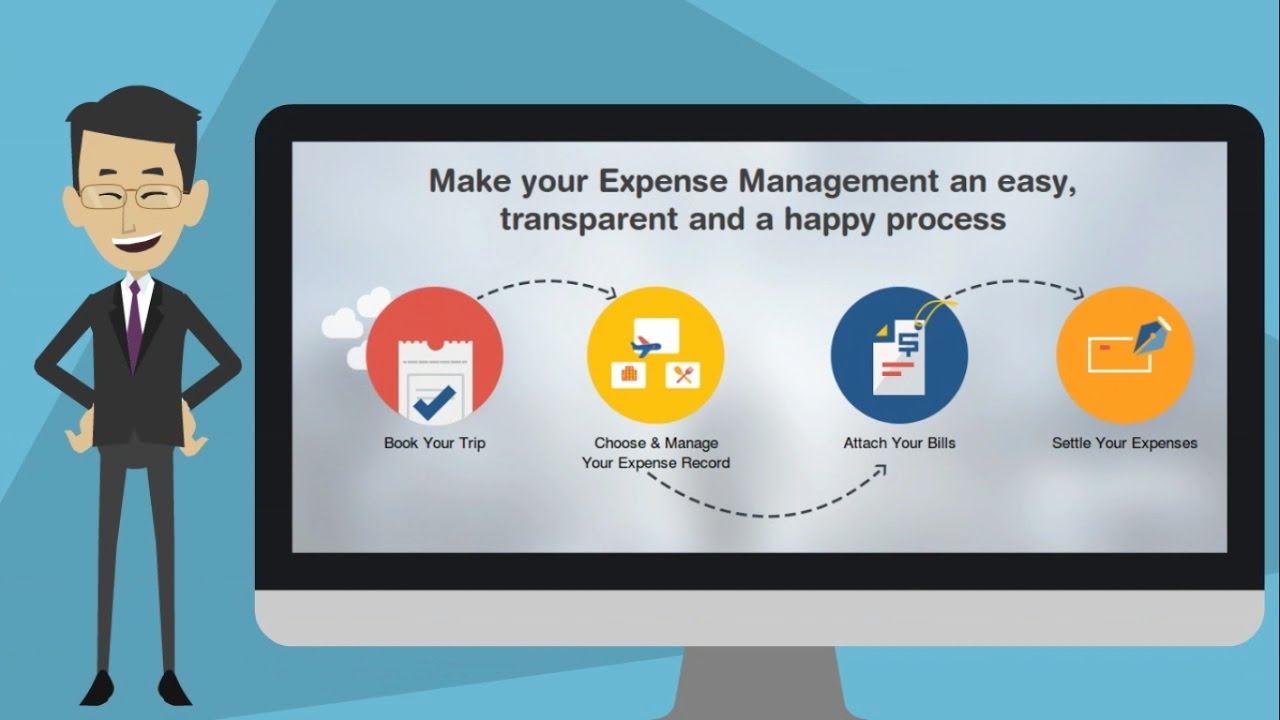 Make your Expense Management an easy,
transparent and a happy process
Book Your Trip
Choose & Manage
Your Expense Record
Attach Your Bills
Settle Your Expenses